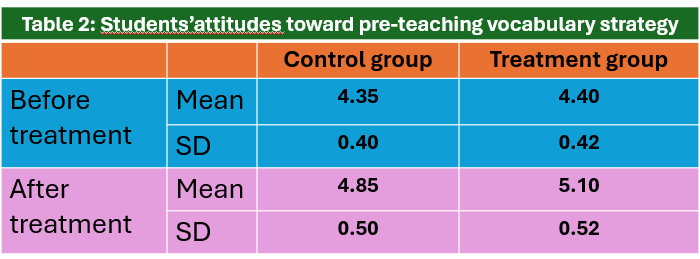 Table 2: Students’attitudes toward pre-teaching vocabulary strategy
Control group Treatment group
Before treatment Mean 4.35 4.40
SD 0.40 0.42
After treatment Mean 4.85 5.10
SD 0.50 0.52